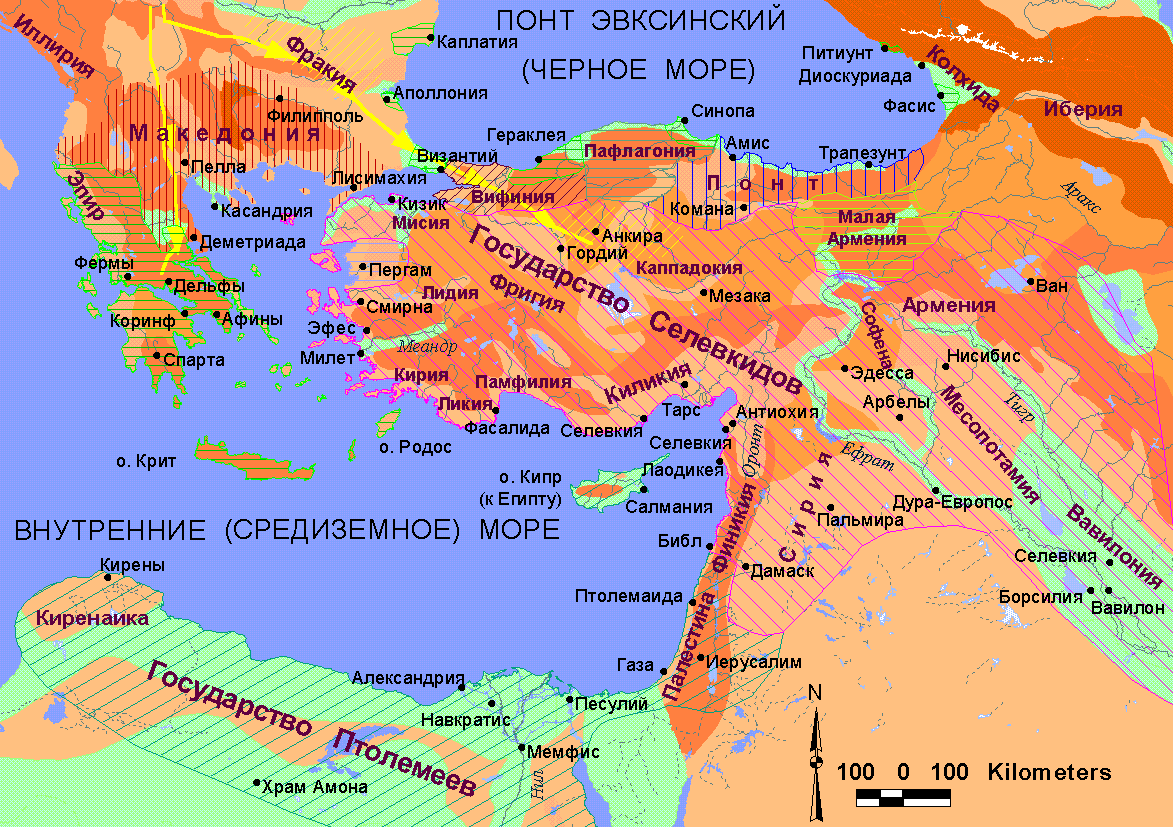 ПОНТ ЭВКСИНСКИЙ
(ЧЕРНОЕ МОРЕ)
Иллирия
Фракия
Каплатия
Питиунт
Диоскуриада
Колхида
Фасис
Иберия
Аполлония
Филипполь
Македония
Синопа
Гераклея
Пафлагония
Амис
Трапезунт
Византий
Пелла
Лисимахия
Вифиния
Понт
Эпир
Касандрия
Кизик
Мисия
Комана
Малая
Армения
Аракс
Деметриада
Государство Селевкидов
Анкира
Гордий
Фермы
Дельфы
Пергам
Каппадокия
Фригия
Лидия
Мезака
Ван
Армения
Софена
Коринф
Афины
Смирна
Эфес
Меандр
Милет
Спарта
Нисибис
Эдесса
Кирия
Памфилия
Киликия
Ликия
Арбелы
Тигр
Месопотамия
Тарс
Антиохия
Фасалида
Селевкия
Селевкия
о. Родос
о. Крит
Оронт
Ефрат
Лаодикея
о. Кипр
(к Египту)
Салмания
Дура-Европос
Пальмира
Сирия
Финикия
ВНУТРЕННИЕ (СРЕДИЗЕМНОЕ) МОРЕ
Библ
Вавилония
Селевкия
Кирены
Дамаск
Птолемаида
Борсилия
Вавилон
Киренаика
Палестина
Газа
Иерусалим
Государство Птолемеев
Александрия
Навкратис
Песулий
Мемфис
Нил
Храм Амона
N
100 0 100 Kilometers